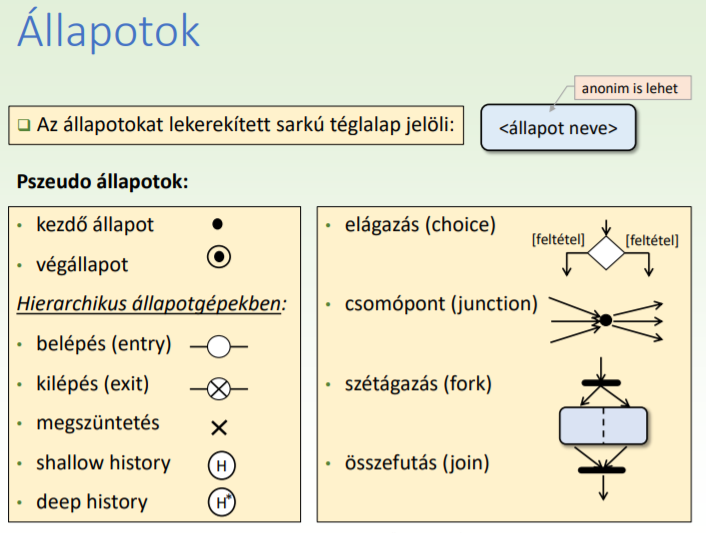 Állapotok
anonim is lehet
Az állapotokat lekerekített sarkú téglalap jelöli:
<állapot neve>
Pszeudo állapotok:
kezdő állapot
végállapot
Hierarchikus állapotgépekben:
belépés (entry)
kilépés (exit)
megszüntetés
shallow history
H
deep history
H*
elágazás (choice)
[feltétel]
[feltétel]
csomópont (junction)
szétágazás (fork)
összefutás (join)